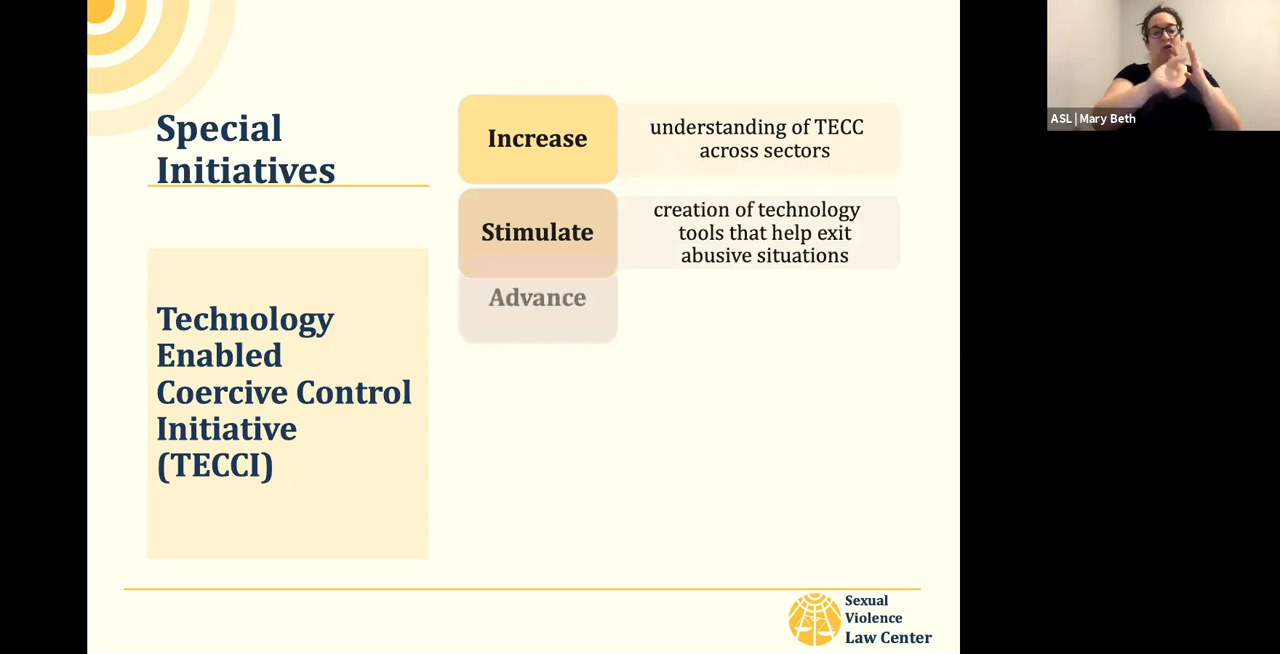 Special
Initiatives
Technology
Enabled
Coercive Control
Initiative
(TECCI)
Increase
understanding of TECC
across sectors
Stimulate
creation of technology
tools that help exit
abusive situations
Advance
Sexual
Violence
Law Center
ASL | Mary Beth